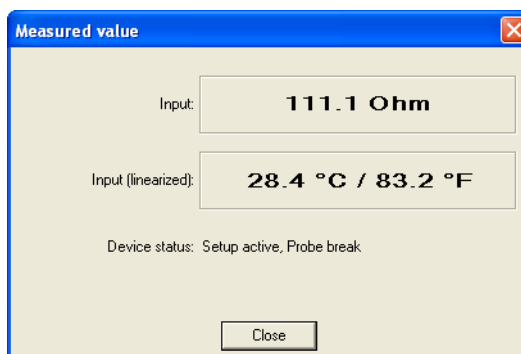 Measured value
Input: 111.1 Ohm
Input (linearized): 28.4 °C / 83.2 °F
Device status: Setup active, Probe break
Close